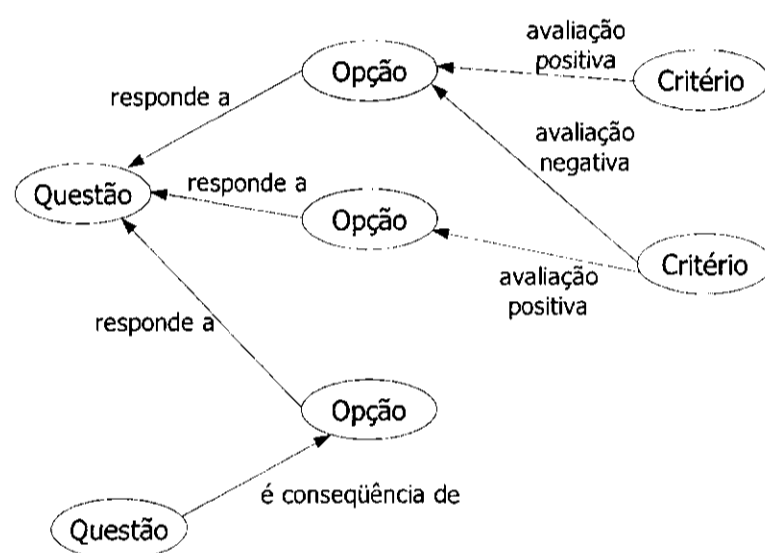 avaliação
positiva
Opção
Critério
responde a
avaliação
negativa
Questão
responde a
Opção
Critério
avaliação
positiva
responde a
Opção
é conseqüência de
Questão